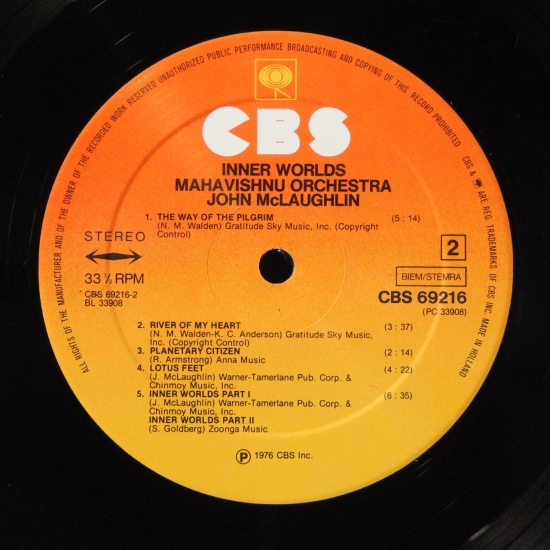 ALL RIGHTS OF THE MANUFACTURER AND OF THE OWNER OF THE RECORDED WORK RESERVED UNAUTHORIZED PUBLIC PERFORMANCE BROADCASTING AND COPYING OF THIS RECORD PROHIBITED
CBS & ARE REG. TRADEMARKS OF CBS INC. MADE IN HOLLAND
CBS
INNER WORLDS
MAHAVISHNU ORCHESTRA
JOHN McLAUGHLIN
1. THE WAY OF THE PILGRIM (5 : 14)
(N. M. Walden) Gratitude Sky Music, Inc. (Copyright
Control)
STEREO
2
33⅓ RPM
BIEM/STEMRA
CBS 69216-2
BL 33908
CBS 69216
(PC 33908)
2. RIVER OF MY HEART (3 : 37)
(N. M. Walden-K. C. Anderson) Gratitude Sky Music,
Inc. (Copyright Control)
3. PLANETARY CITIZEN (2 : 14)
(R. Armstrong) Anna Music
4. LOTUS FEET (4 : 22)
(J. McLaughlin) Warner-Tamerlane Pub. Corp. &
Chinmoy Music, Inc.
5. INNER WORLDS PART I (6 : 35)
(J. McLaughlin) Warner-Tamerlane Pub. Corp. &
Chinmoy Music, Inc.
INNER WORLDS PART II
(S. Goldberg) Zoonga Music
℗ 1976 CBS Inc.